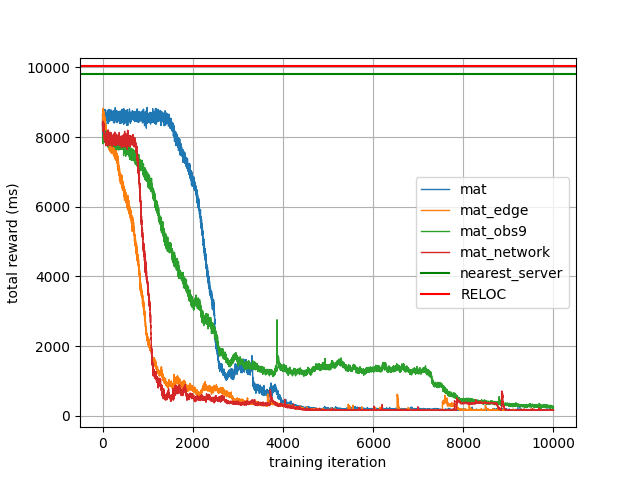 10000
8000
6000
4000
2000
0
total reward (ms)
mat
mat_edge
mat_obs9
mat_network
nearest_server
RELOC
0 2000 4000 6000 8000 10000
training iteration